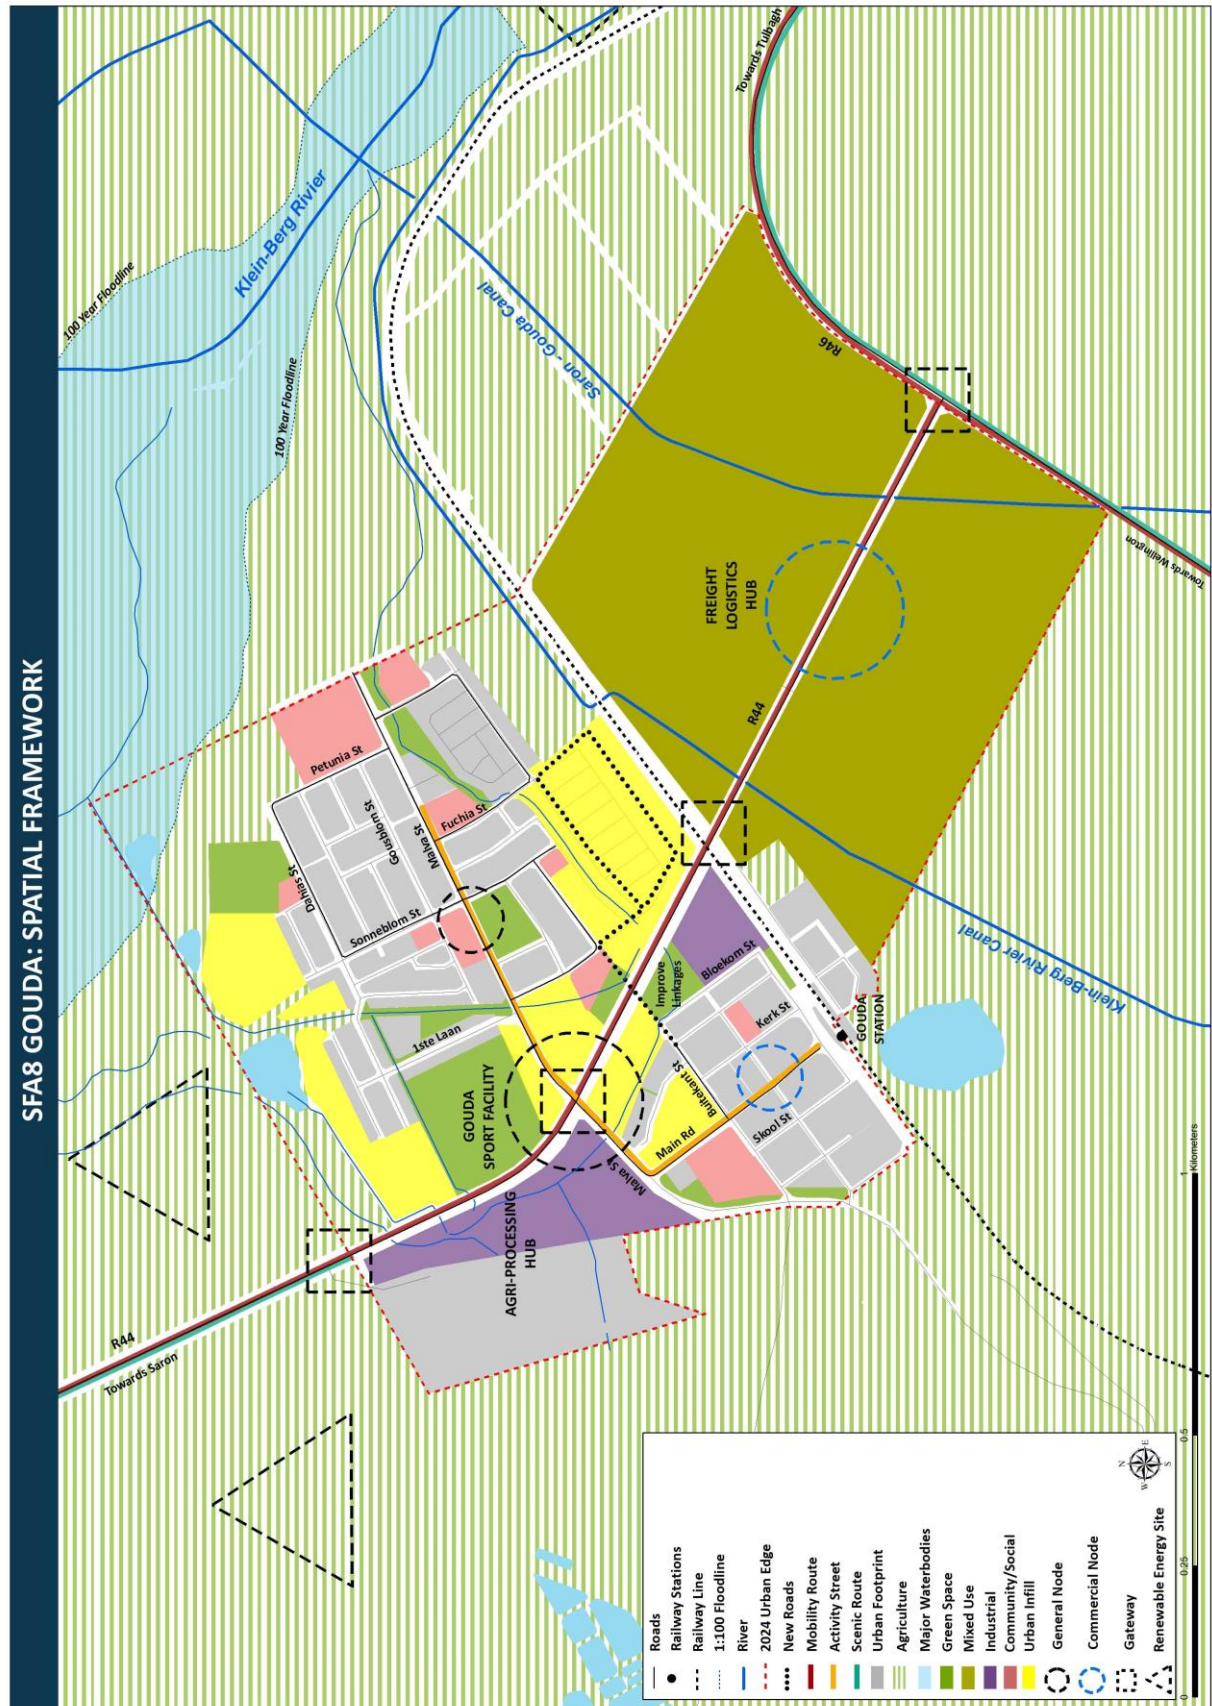 SFA8 GOUDA: SPATIAL FRAMEWORK
Towards Tulbagh
Klein-Berg Rivier
100 Year Floodline
100 Year Floodline
Saron - Gouda Canal
R46
Towards Wellington
FREIGHT
LOGISTICS
HUB
R44
Klein-Berg Rivier Canal
Petunia St
Gousblom St
Malva St
Fuchia St
Dahlias St
Sonneblom St
1ste Laan
Improve
Linkages
Bloekom St
Kerk St
GOUDA
STATION
Buitekant St
Skool St
Main Rd
Malva St
GOUDA
SPORT FACILITY
AGRI-PROCESSING
HUB
R44
Towards Saron
Roads
Railway Stations
Railway Line
1:100 Floodline
River
2024 Urban Edge
New Roads
Mobility Route
Activity Street
Scenic Route
Urban Footprint
Agriculture
Major Waterbodies
Green Space
Mixed Use
Industrial
Community/Social
Urban Infill
General Node
Commercial Node
Gateway
Renewable Energy Site
N
W
E
S
0
0.25
0.5
1
Kilometers